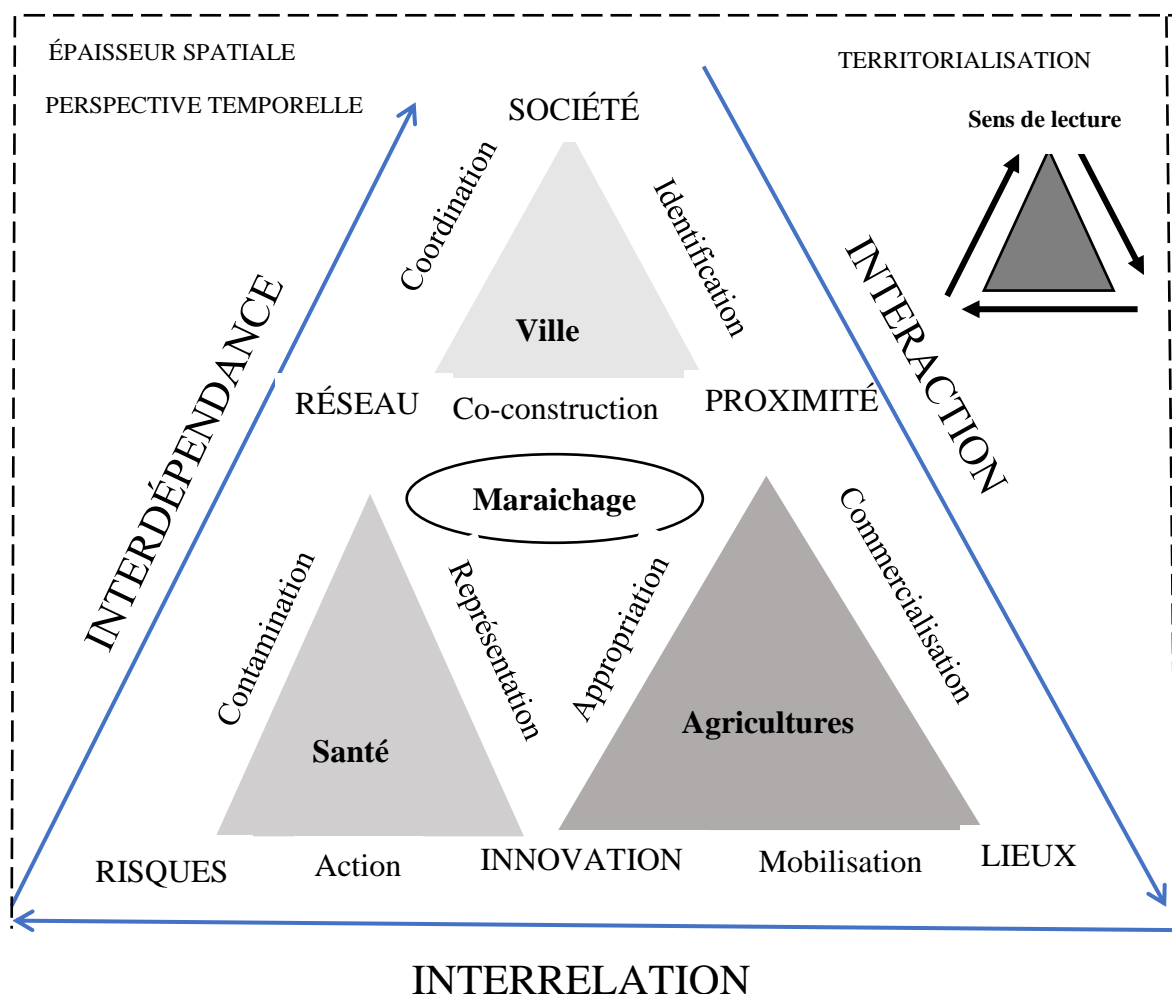 ÉPAISSEUR SPATIALE
TERRITORIALISATION
PERSPECTIVE TEMPORELLE
SOCIÉTÉ
Sens de lecture
Coordination
Identification
INTERDÉPENDANCE
INTERACTION
Ville
RÉSEAU
Co-construction
PROXIMITÉ
Maraichage
Contamination
Représentation
Appropriation
Commercialisation
Santé
Agricultures
RISQUES
Action
INNOVATION
Mobilisation
LIEUX
INTERRELATION